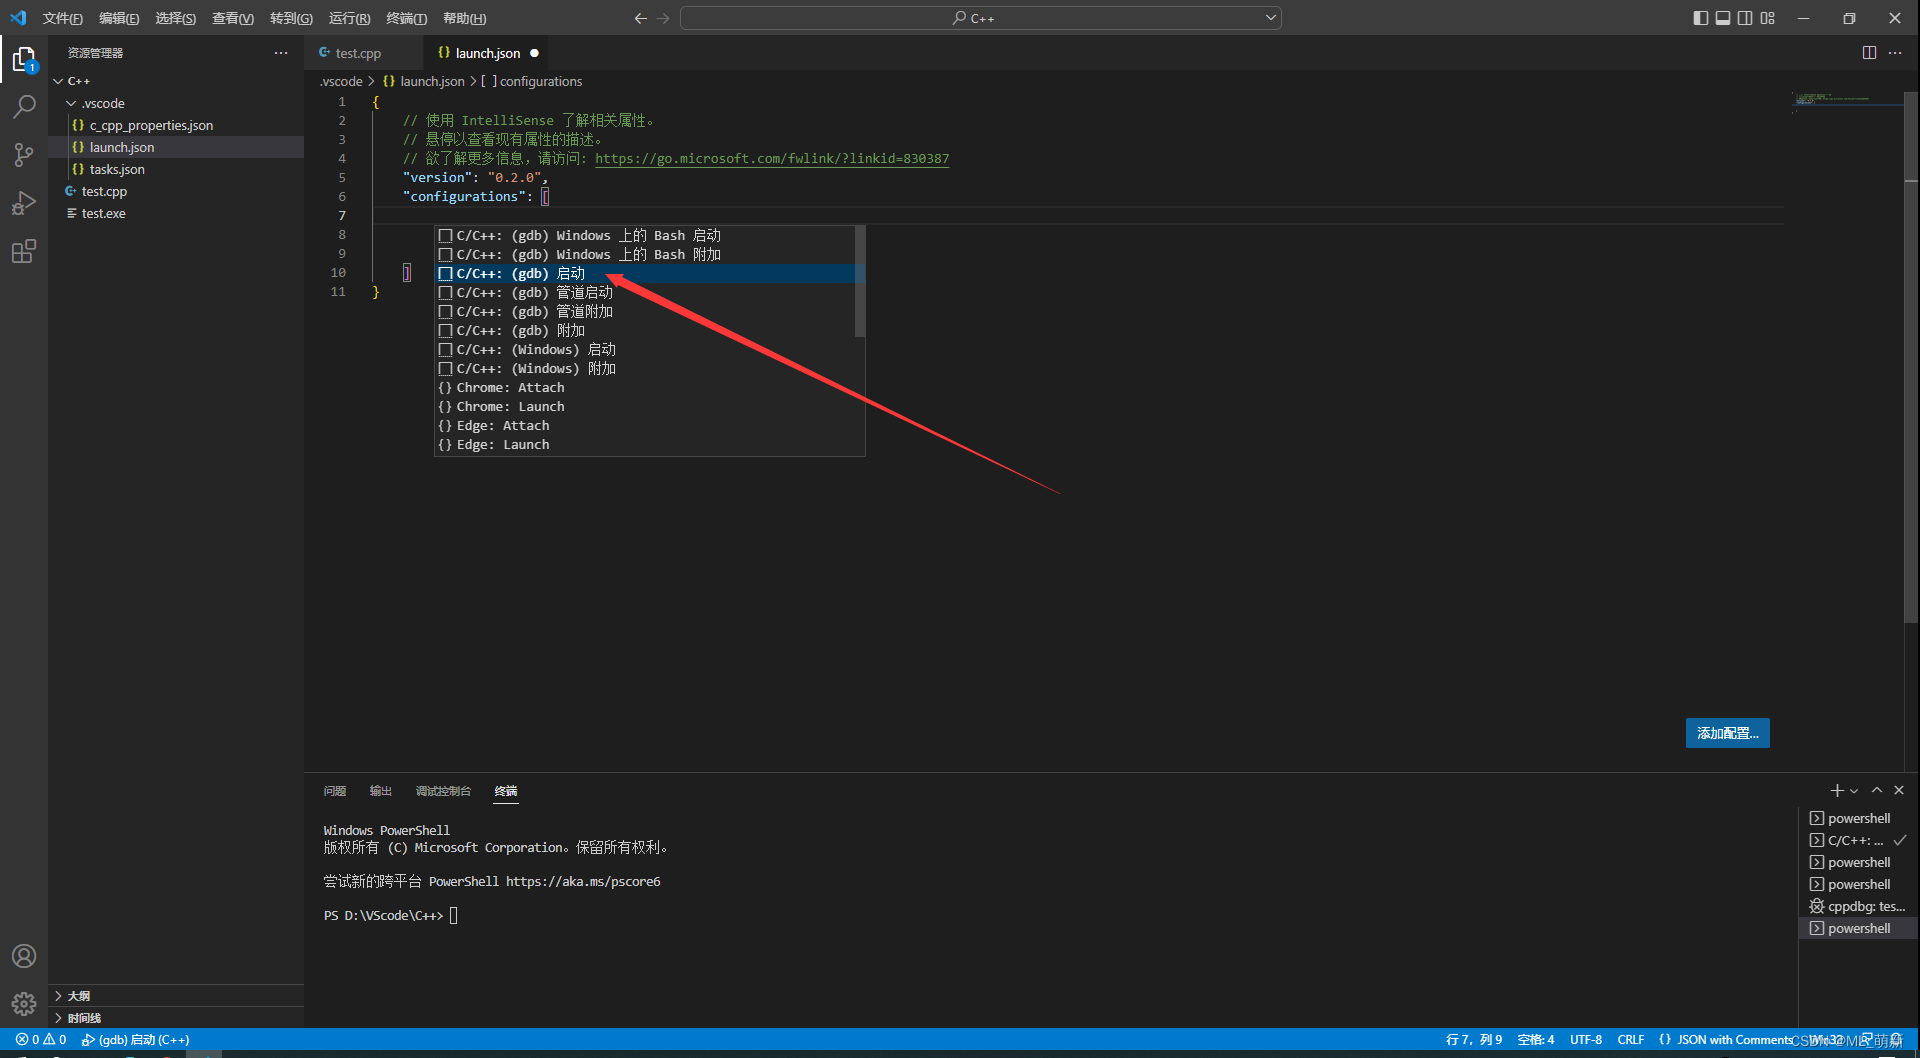 文件(F) 编辑(E) 选择(S) 查看(V) 转到(G) 运行(R) 终端(T) 帮助(H)
C++
资源管理器
test.cpp
launch.json
.vscode > {} launch.json > [ ] configurations
1
C++
.vscode
{} c_cpp_properties.json
{} launch.json
{} tasks.json
test.cpp
test.exe
1 {
2 // 使用 IntelliSense 了解相关属性。
3 // 悬停以查看现有属性的描述。
4 // 欲了解更多信息，请访问: https://go.microsoft.com/fwlink/?linkid=830387
5 "version": "0.2.0",
6 "configurations": [
7
8
9
10 ]
11 }
C/C++: (gdb) Windows 上的 Bash 启动
C/C++: (gdb) Windows 上的 Bash 附加
C/C++: (gdb) 启动
C/C++: (gdb) 管道启动
C/C++: (gdb) 管道附加
C/C++: (gdb) 附加
C/C++: (Windows) 启动
C/C++: (Windows) 附加
{} Chrome: Attach
{} Chrome: Launch
{} Edge: Attach
{} Edge: Launch
添加配置...
问题 输出 调试控制台 终端
Windows PowerShell
版权所有 (C) Microsoft Corporation。保留所有权利。
尝试新的跨平台 PowerShell https://aka.ms/pscore6
PS D:\VScode\C++>
powershell
C/C++: ...
powershell
powershell
cppdbg: tes...
powershell
大纲
时间线
0 0 (gdb) 启动 (C++)
行 7，列 9 空格: 4 UTF-8 CRLF {} JSON with Comments Win32